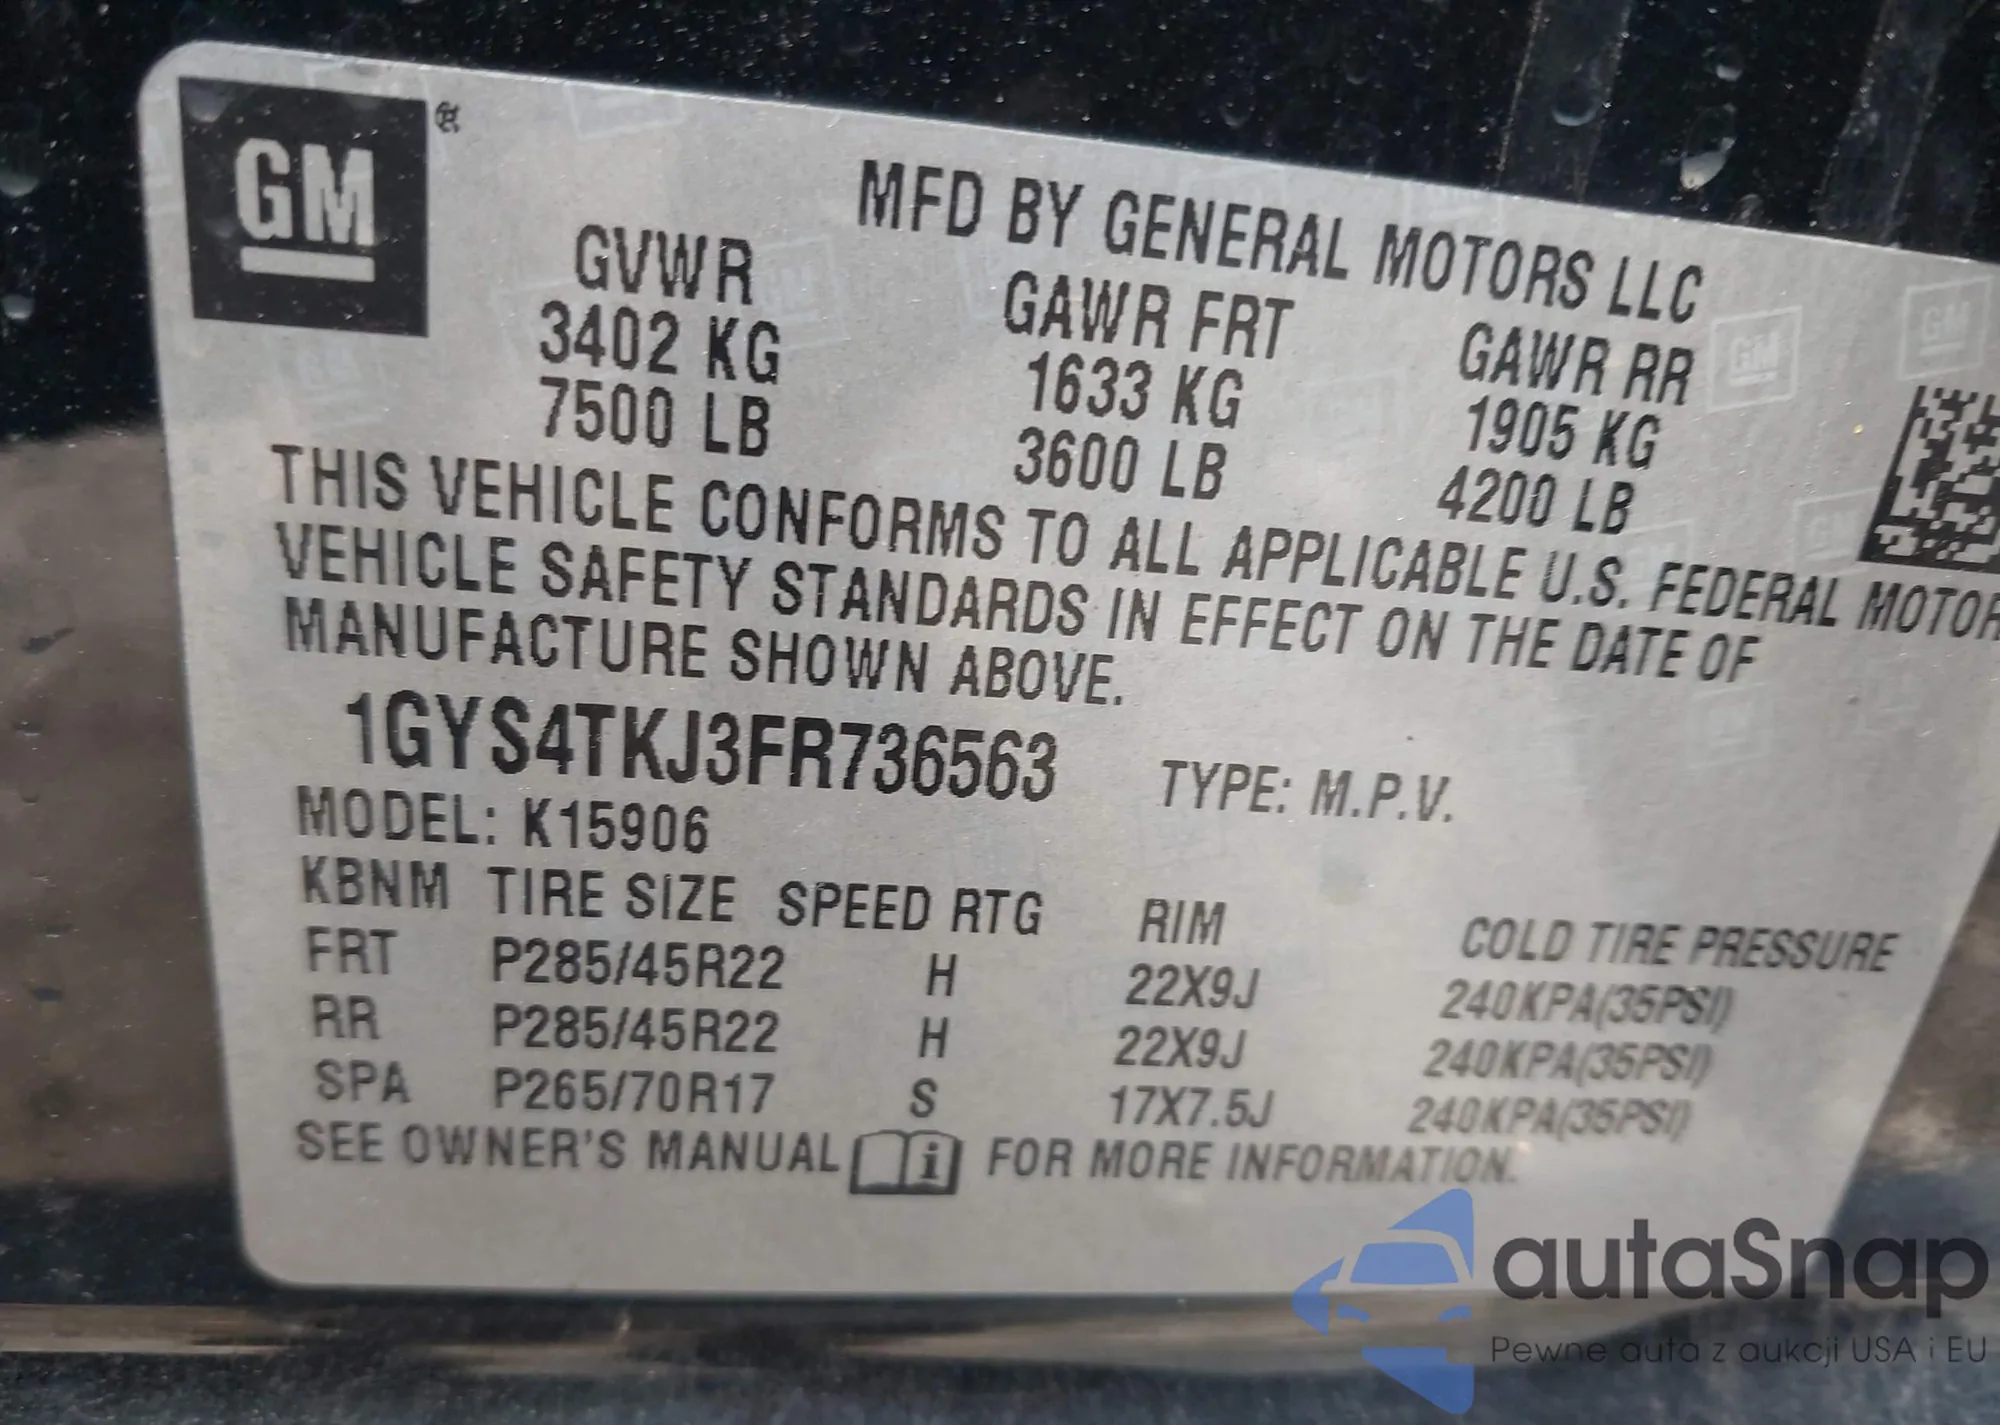 GM ®
MFD BY GENERAL MOTORS LLC
GVWR GAWR FRT GAWR RR
3402 KG 1633 KG 1905 KG
7500 LB 3600 LB 4200 LB
THIS VEHICLE CONFORMS TO ALL APPLICABLE U.S. FEDERAL MOTOR
VEHICLE SAFETY STANDARDS IN EFFECT ON THE DATE OF
MANUFACTURE SHOWN ABOVE.
1GYS4TKJ3FR736563 TYPE: M.P.V.
MODEL: K15906
KBNM TIRE SIZE SPEED RTG RIM COLD TIRE PRESSURE
FRT P285/45R22 H 22X9J 240KPA(35PSI)
RR P285/45R22 H 22X9J 240KPA(35PSI)
SPA P265/70R17 S 17X7.5J 240KPA(35PSI)
SEE OWNER'S MANUAL i FOR MORE INFORMATION.
autaSnap
Pewne auta z aukcji USA i EU